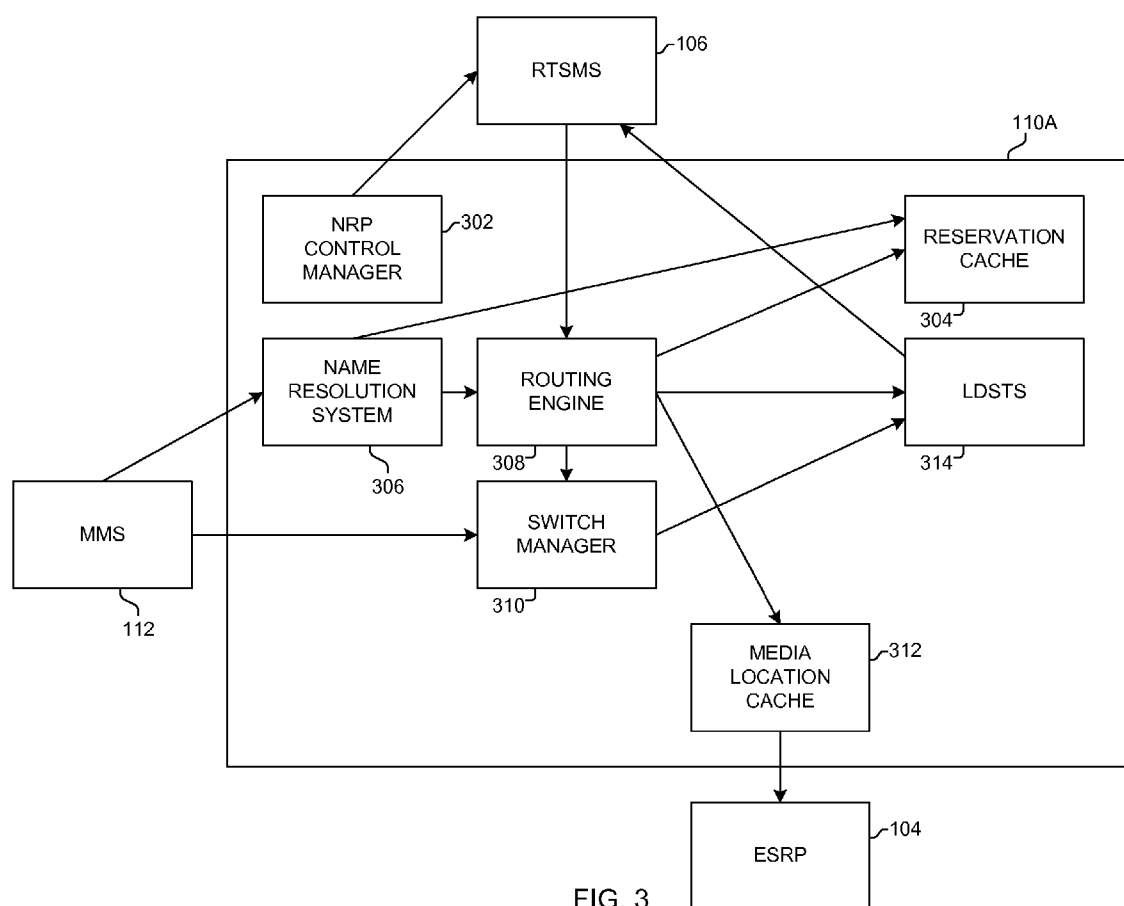 RTSMS
106
110A
NRP
CONTROL
MANAGER
302
RESERVATION
CACHE
304
NAME
RESOLUTION
SYSTEM
306
ROUTING
ENGINE
308
LDSTS
314
MMS
112
SWITCH
MANAGER
310
MEDIA
LOCATION
CACHE
312
ESRP
104
FIG. 3